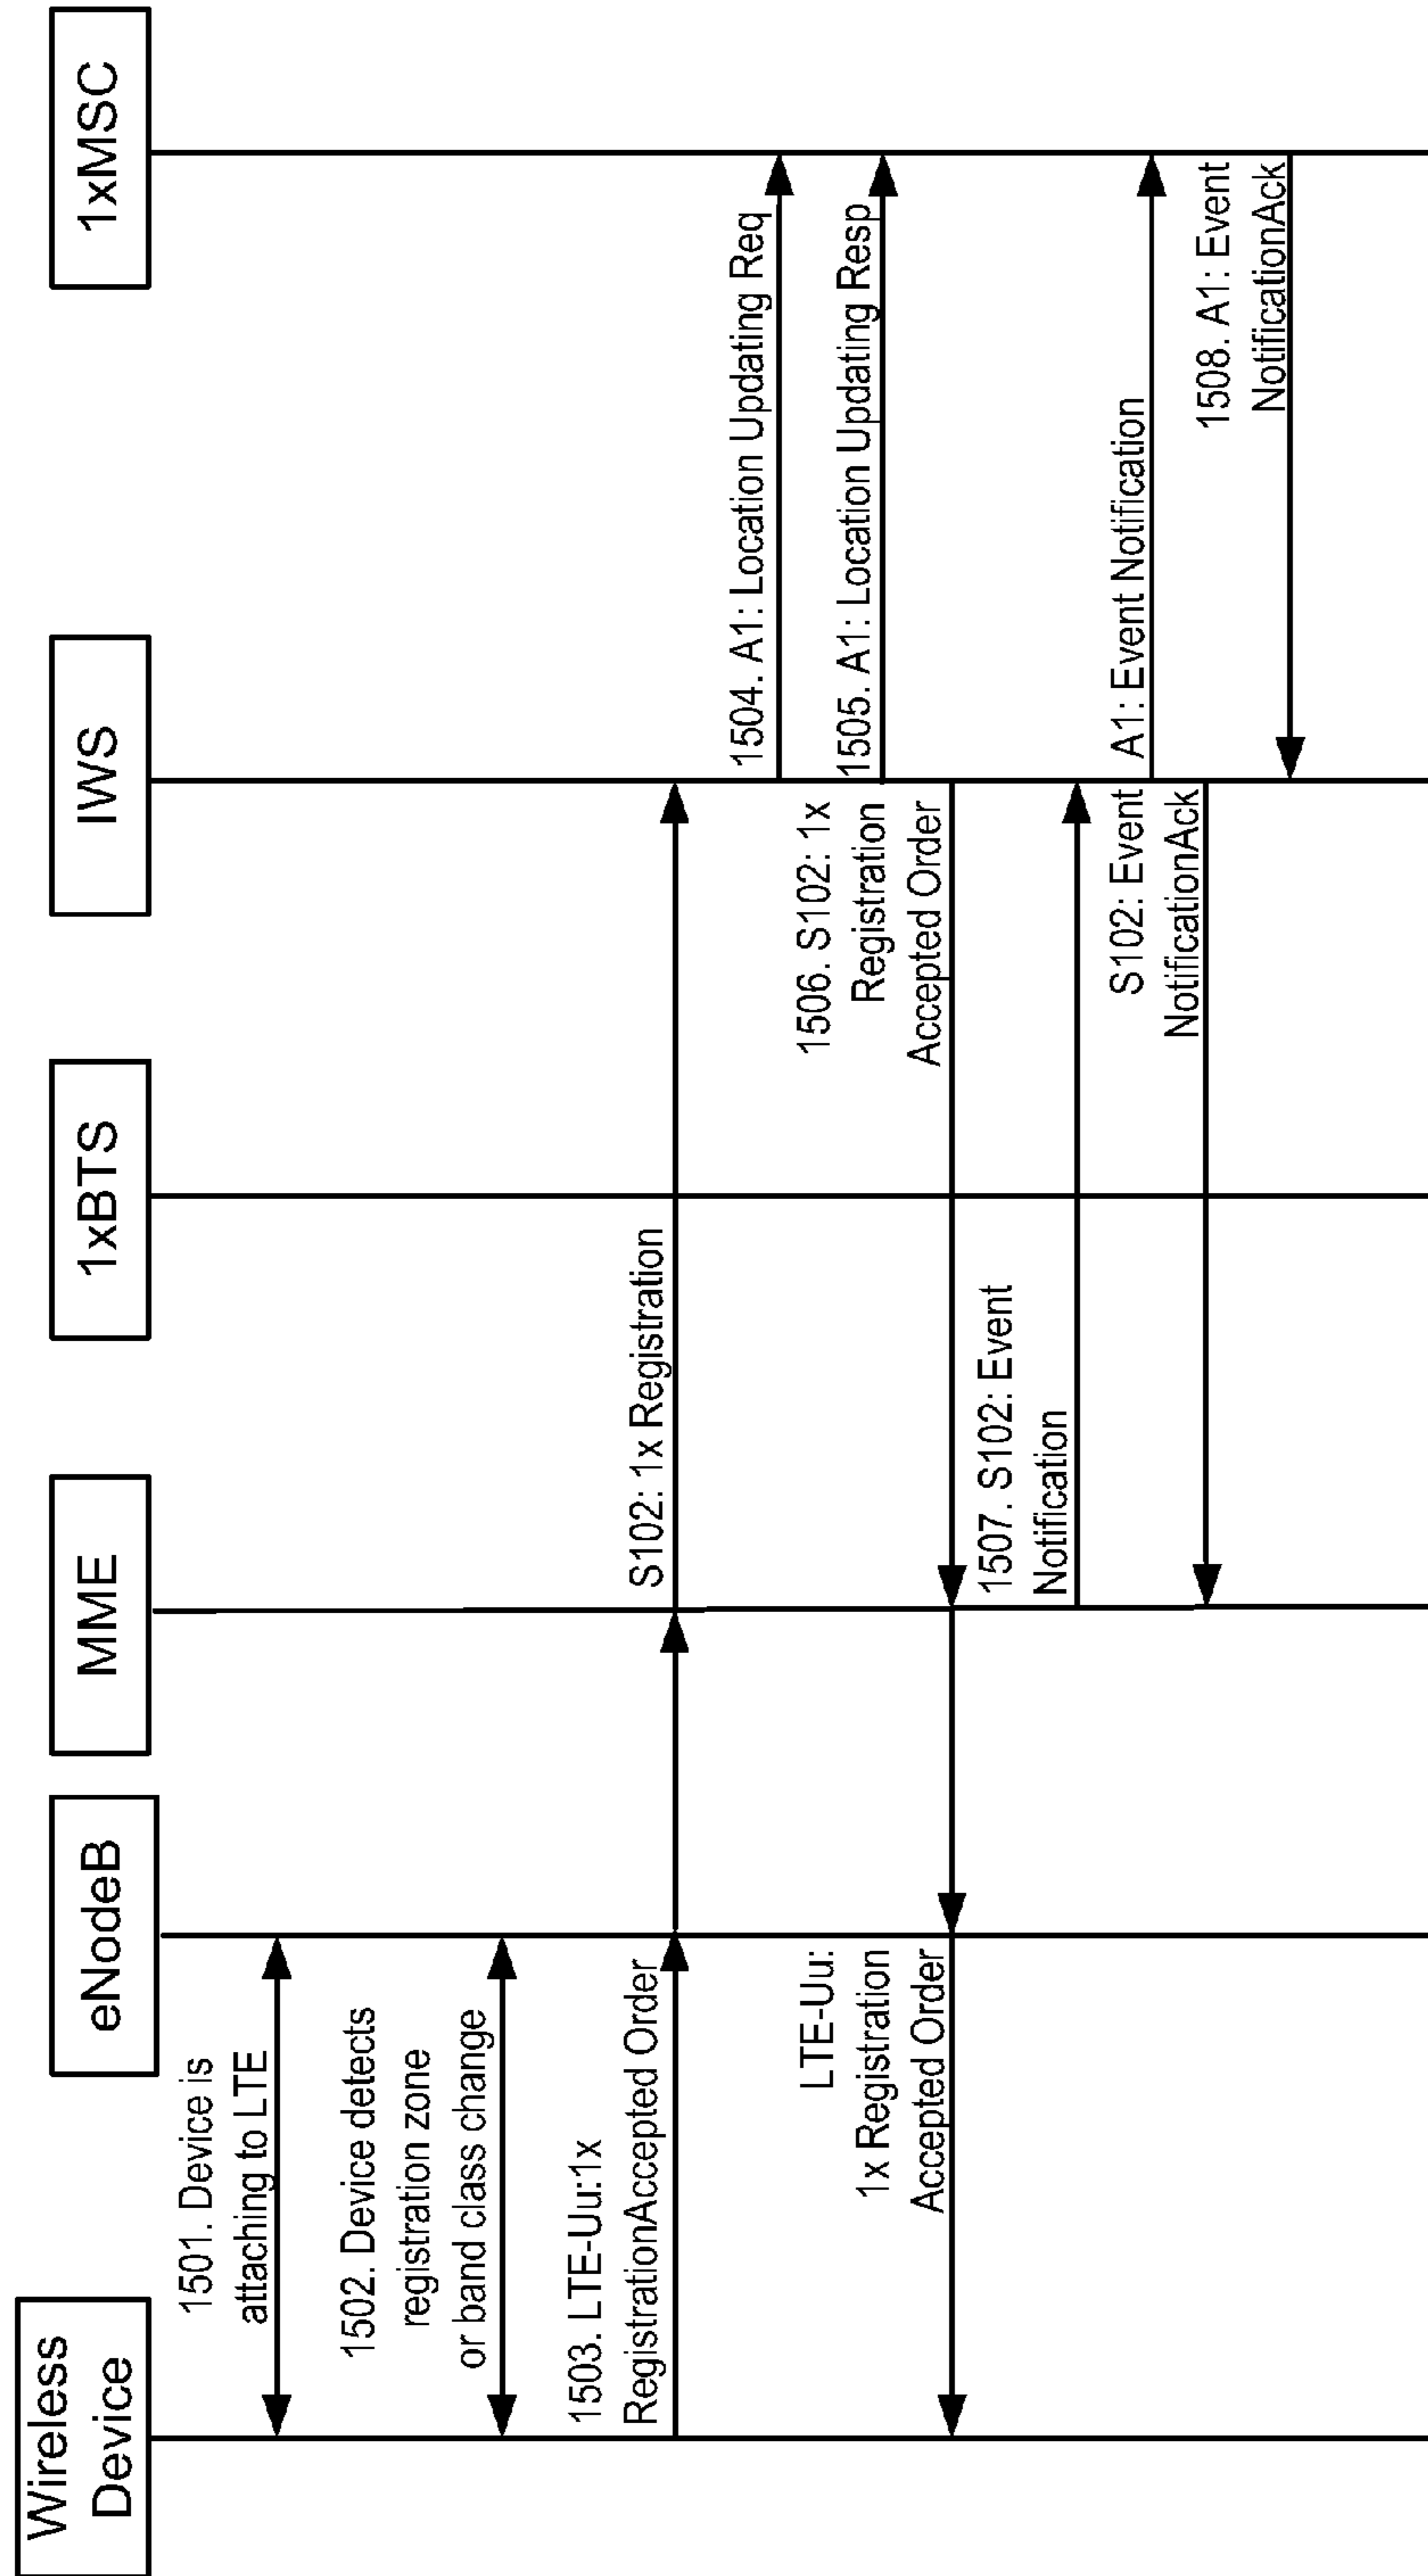 Wireless
Device
eNodeB
MME
1xBTS
IWS
1xMSC
1501. Device is
attaching to LTE
1502. Device detects
registration zone
or band class change
1503. LTE-Uu:1x
RegistrationAccepted Order
S102: 1x Registration
1504. A1: Location Updating Req
1505. A1: Location Updating Resp
1506. S102: 1x
Registration
Accepted Order
LTE-Uu:
1x Registration
Accepted Order
1507. S102: Event
Notification
A1: Event Notification
S102: Event
NotificationAck
1508. A1: Event
NotificationAck